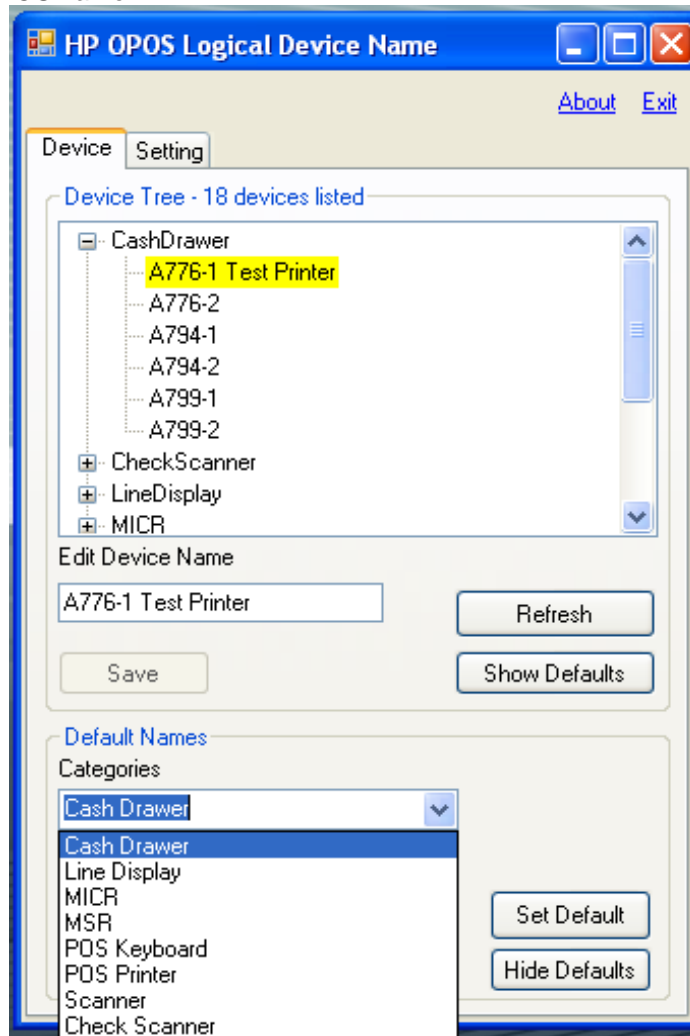 HP OPOS Logical Device Name
About Exit
Device Setting
Device Tree - 18 devices listed
CashDrawer
A776-1 Test Printer
A776-2
A794-1
A794-2
A799-1
A799-2
CheckScanner
LineDisplay
MICR
Edit Device Name
A776-1 Test Printer
Refresh
Save
Show Defaults
Default Names
Categories
Cash Drawer
Cash Drawer
Line Display
MICR
MSR
Set Default
POS Keyboard
POS Printer
Hide Defaults
Scanner
Check Scanner